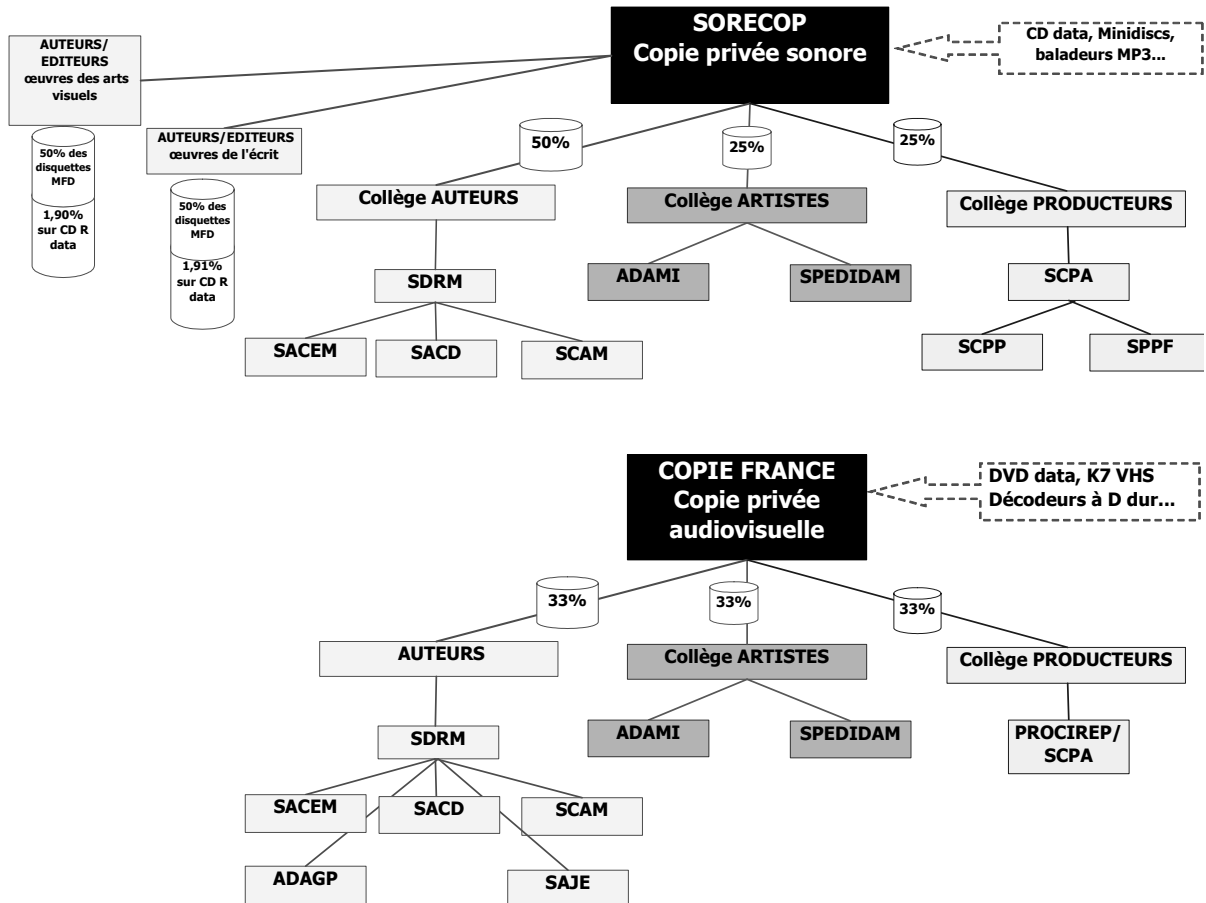 SORECOP
Copie privée sonore
CD data, Minidiscs,
baladeurs MP3...
AUTEURS/
EDITEURS
œuvres des arts
visuels
50% des
disquettes
MFD
1,90%
sur CD R
data
AUTEURS/EDITEURS
œuvres de l'écrit
50% des
disquettes
MFD
1,91%
sur CD R
data
50%
25%
25%
Collège AUTEURS
Collège ARTISTES
Collège PRODUCTEURS
SDRM
ADAMI
SPEDIDAM
SCPA
SACEM
SACD
SCAM
SCPP
SPPF
COPIE FRANCE
Copie privée
audiovisuelle
DVD data, K7 VHS
Décodeurs à D dur...
33%
33%
33%
AUTEURS
Collège ARTISTES
Collège PRODUCTEURS
SDRM
ADAMI
SPEDIDAM
PROCIREP/
SCPA
SACEM
SACD
SCAM
ADAGP
SAJE